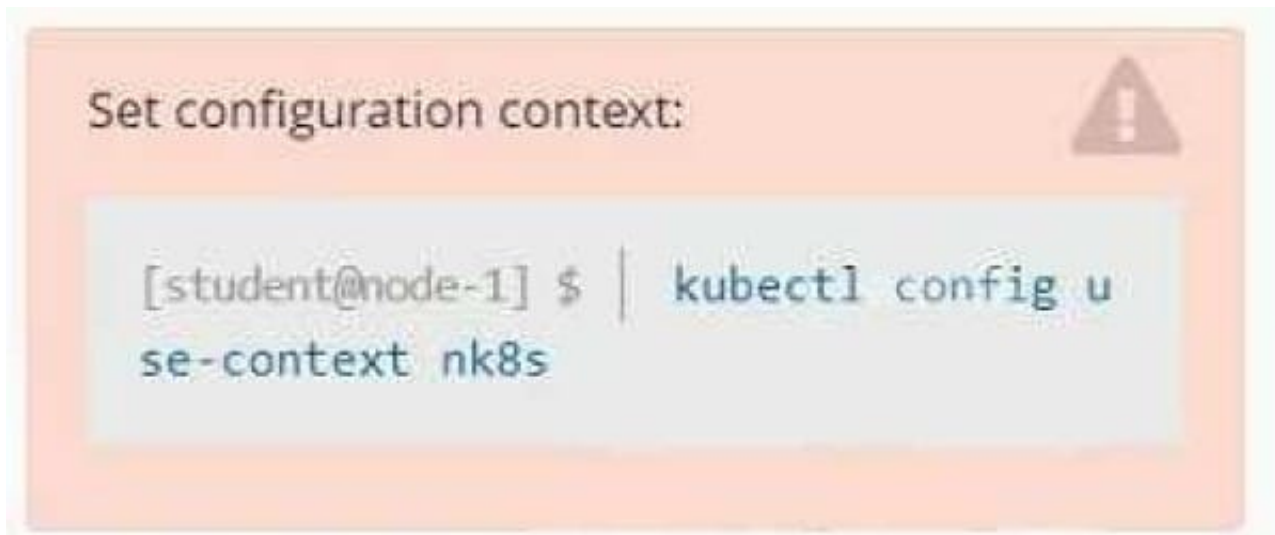 Set configuration context:
[student@node-1] $ | kubectl config u
se-context nk8s